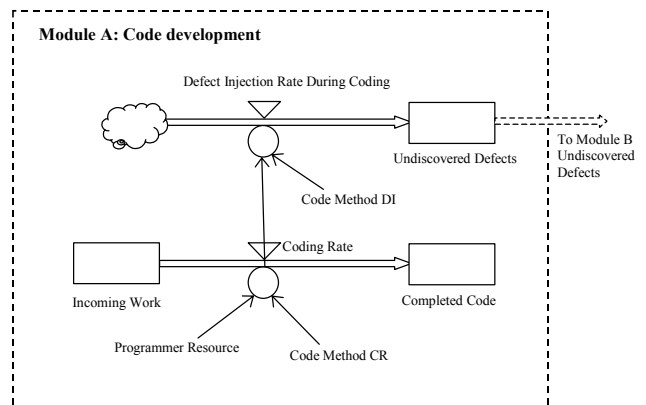 Module A: Code development
Defect Injection Rate During Coding
Undiscovered Defects
To Module B
Undiscovered
Defects
Code Method DI
Coding Rate
Incoming Work
Completed Code
Programmer Resource
Code Method CR